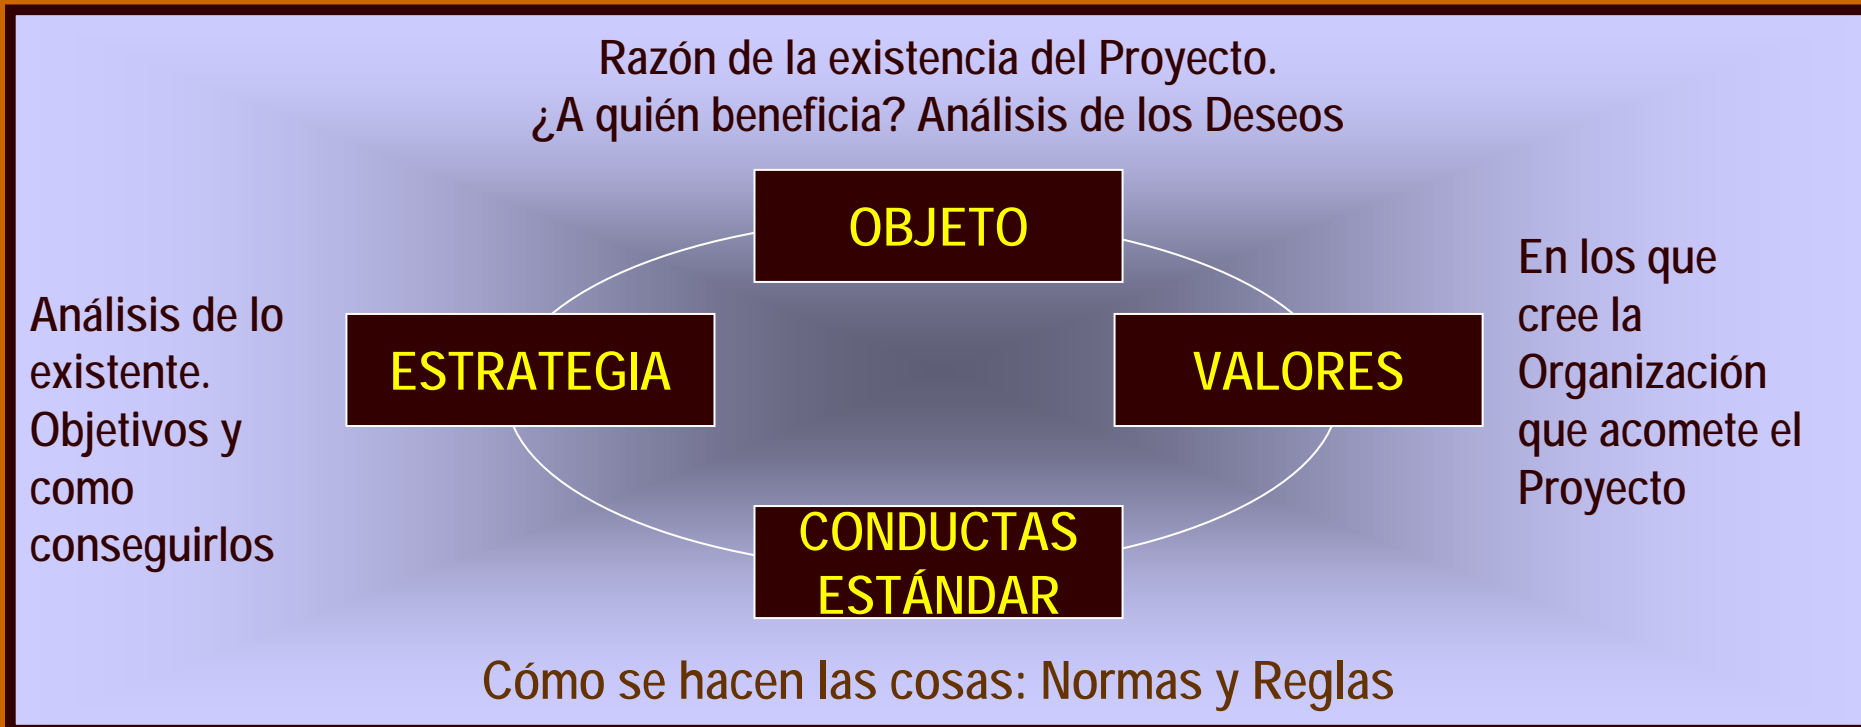 Razón de la existencia del Proyecto.
¿A quién beneficia? Análisis de los Deseos
OBJETO
Análisis de lo
existente.
Objetivos y
como
conseguirlos
ESTRATEGIA
VALORES
En los que
cree la
Organización
que acomete el
Proyecto
CONDUCTAS
ESTÁNDAR
Cómo se hacen las cosas: Normas y Reglas